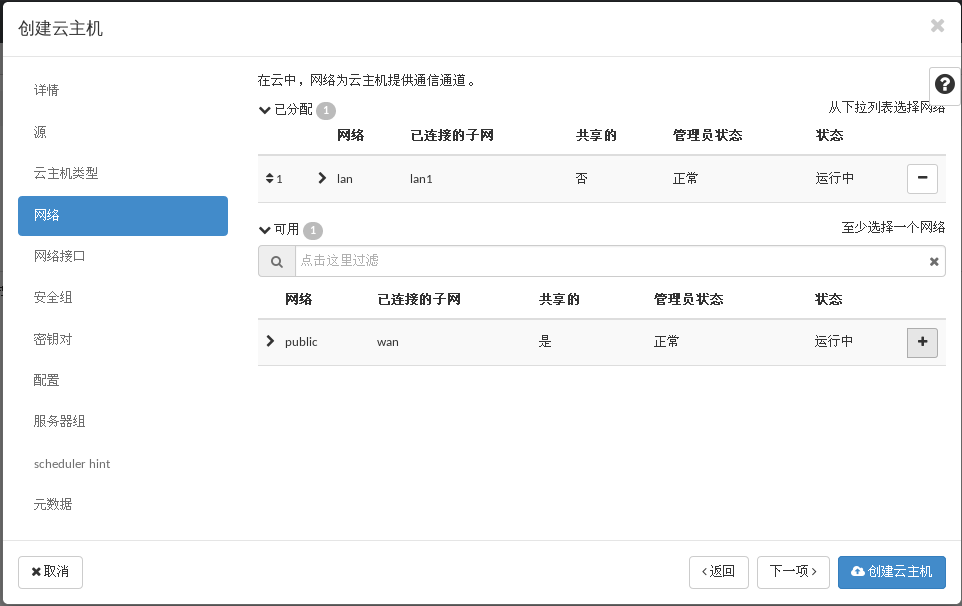 创建云主机
×
详情
源
云主机类型
网络
网络接口
安全组
密钥对
配置
服务器组
scheduler hint
元数据
在云中，网络为云主机提供通信通道。
已分配 1 从下拉列表选择网络
网络 已连接的子网 共享的 管理员状态 状态
1 lan lan1 否 正常 运行中
可用 1 至少选择一个网络
点击这里过滤
网络 已连接的子网 共享的 管理员状态 状态
public wan 是 正常 运行中
取消 返回 下一项 创建云主机